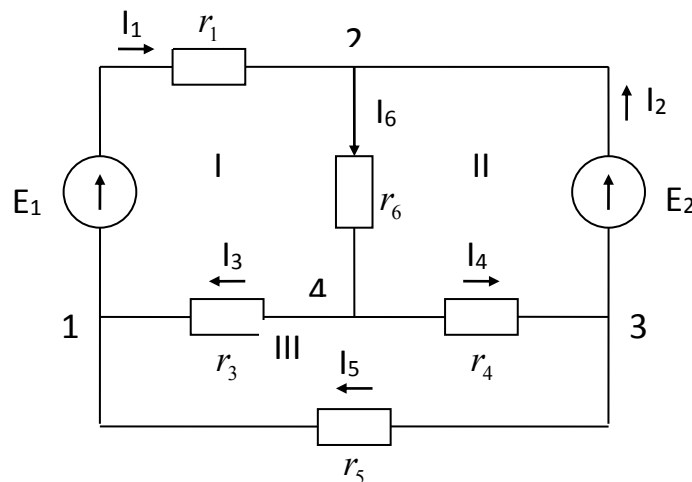 I₁ r₁ 2
I₆ I₂
I II
E₁ r₆ E₂
I₃ 4 I₄
1 3
r₃ III I₅ r₄
r₅